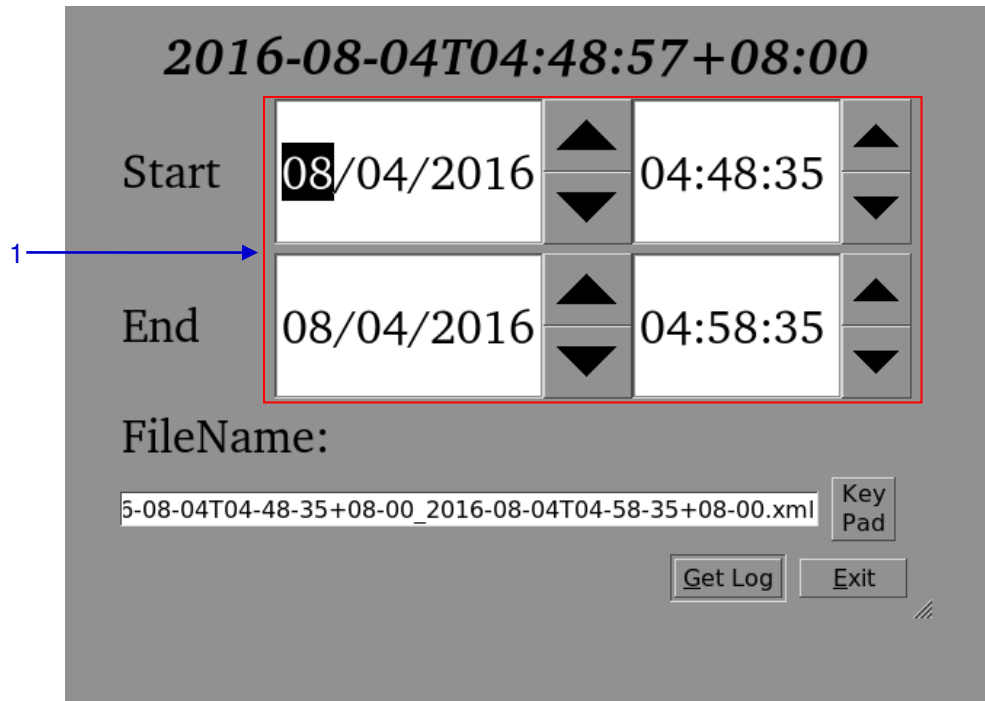 2016-08-04T04:48:57+08:00
Start 08/04/2016 04:48:35
1
End 08/04/2016 04:58:35
FileName:
6-08-04T04-48-35+08-00_2016-08-04T04-58-35+08-00.xml
Key
Pad
Get Log Exit